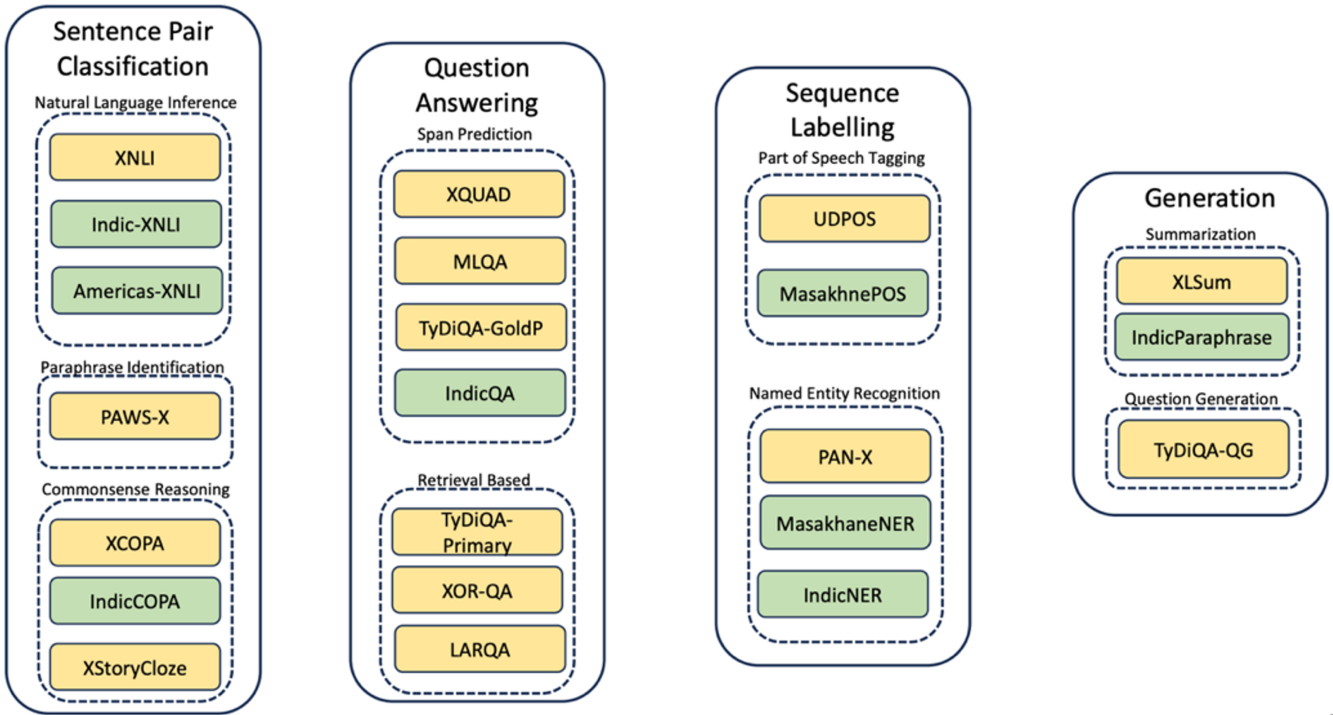 Sentence Pair
Classification
Natural Language Inference
XNLI
Indic-XNLI
Americas-XNLI
Paraphrase Identification
PAWS-X
Commonsense Reasoning
XCOPA
IndicCOPA
XStoryCloze
Question
Answering
Span Prediction
XQUAD
MLQA
TyDiQA-GoldP
IndicQA
Retrieval Based
TyDiQA-
Primary
XOR-QA
LARQA
Sequence
Labelling
Part of Speech Tagging
UDPOS
MasakhnePOS
Named Entity Recognition
PAN-X
MasakhaneNER
IndicNER
Generation
Summarization
XLSum
IndicParaphrase
Question Generation
TyDiQA-QG